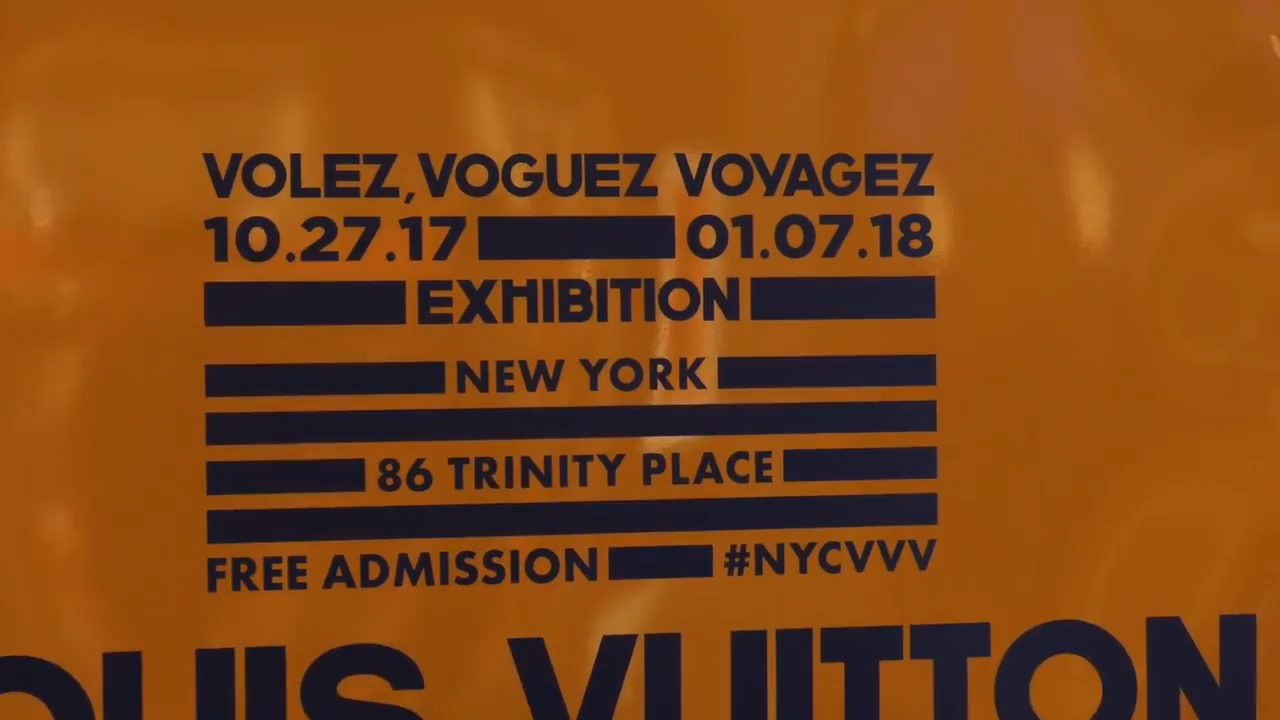 VOLEZ, VOGUEZ VOYAGEZ
10.27.17 01.07.18
EXHIBITION
NEW YORK
86 TRINITY PLACE
FREE ADMISSION #NYCVVV
OUIS VUITTON